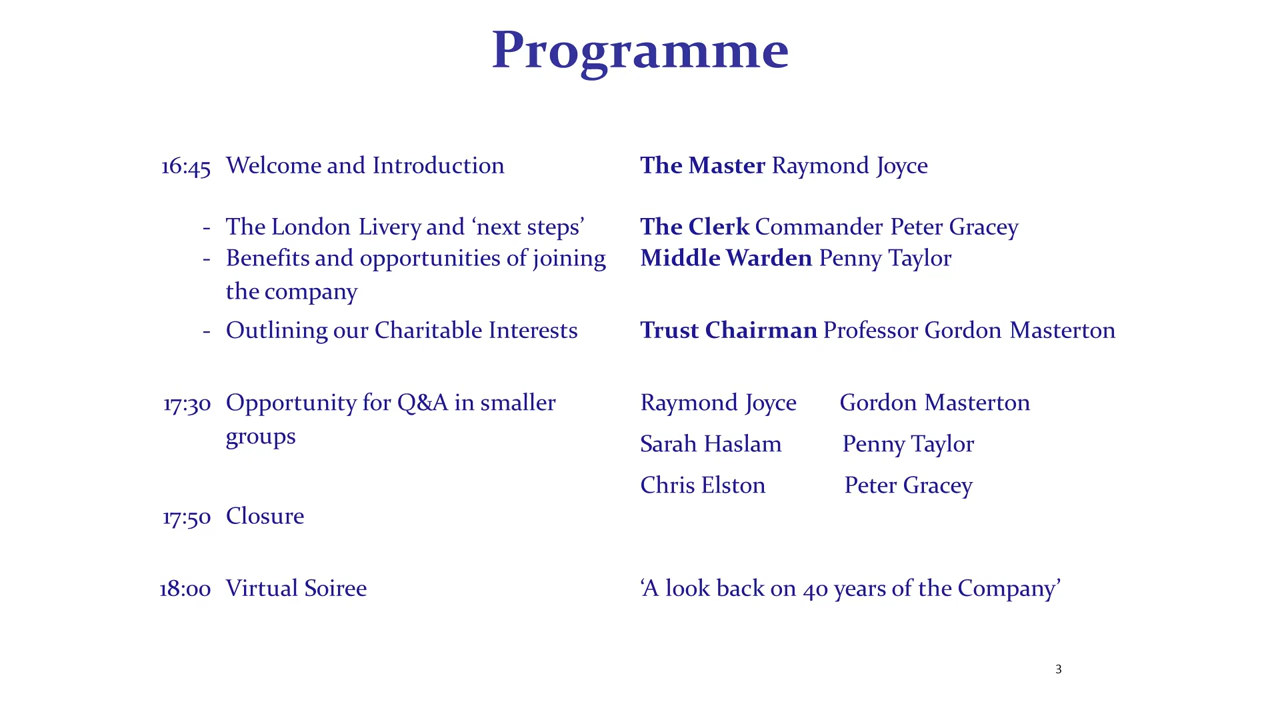 Programme
16:45 Welcome and Introduction The Master Raymond Joyce
- The London Livery and ‘next steps’ The Clerk Commander Peter Gracey
- Benefits and opportunities of joining Middle Warden Penny Taylor
the company
- Outlining our Charitable Interests Trust Chairman Professor Gordon Masterton
17:30 Opportunity for Q&A in smaller Raymond Joyce Gordon Masterton
groups
Sarah Haslam Penny Taylor
Chris Elston Peter Gracey
17:50 Closure
18:00 Virtual Soiree ‘A look back on 40 years of the Company’
3